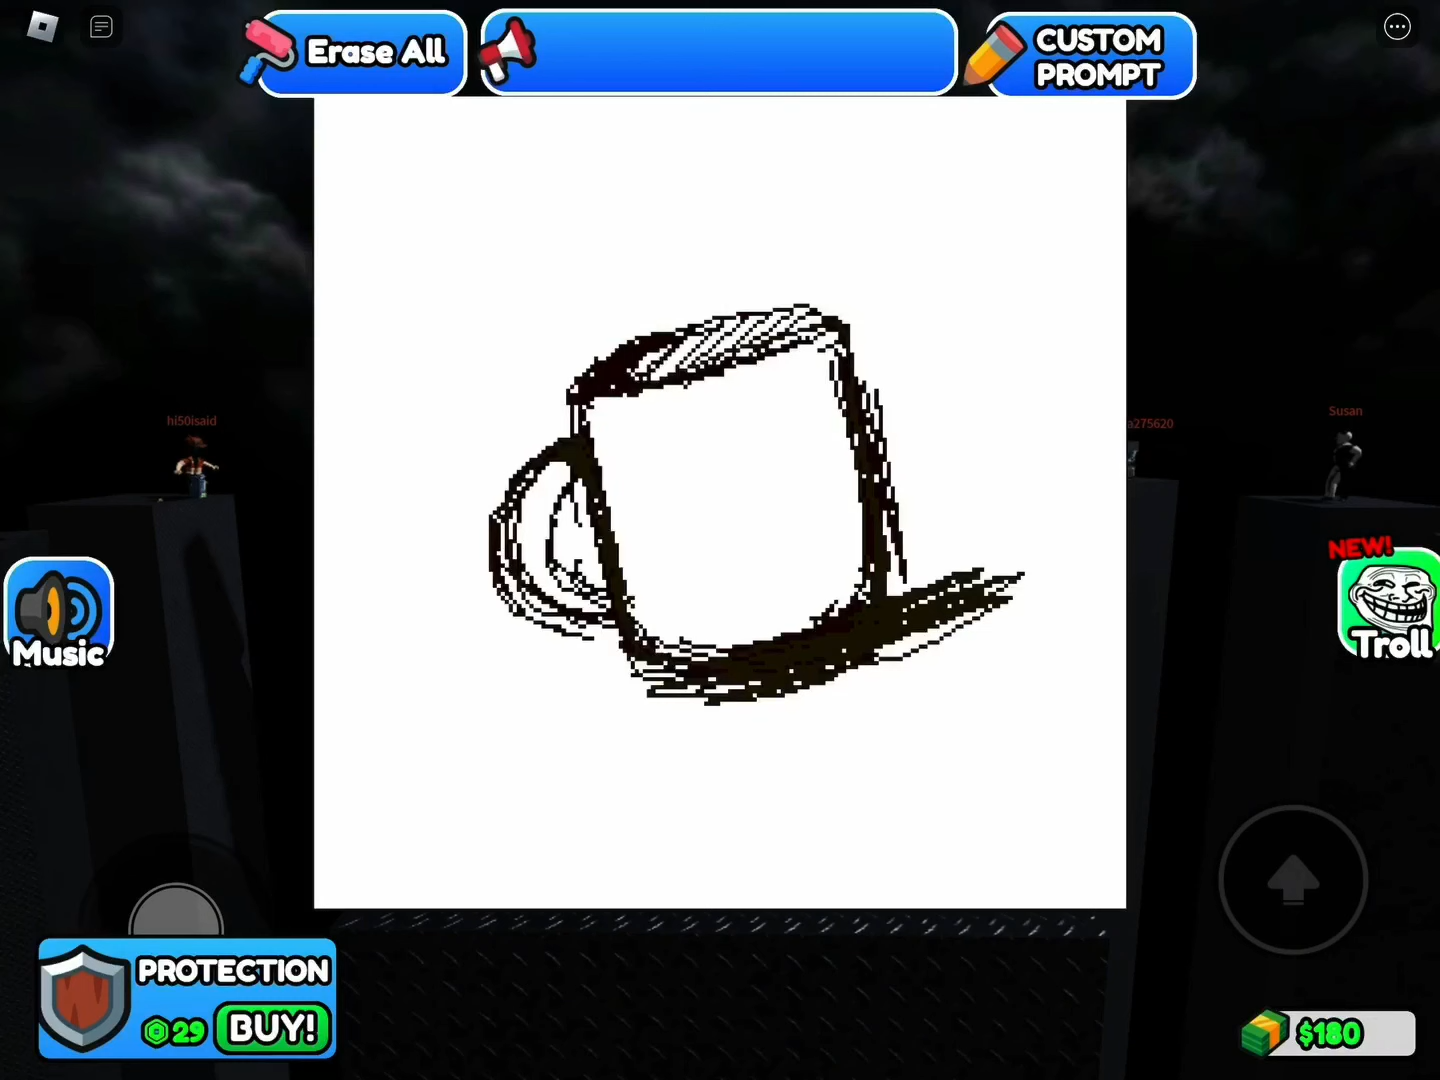 Erase All
CUSTOM
PROMPT
hi50isaid
a275620
Susan
NEW!
Music
Troll
PROTECTION
29
BUY!
$180